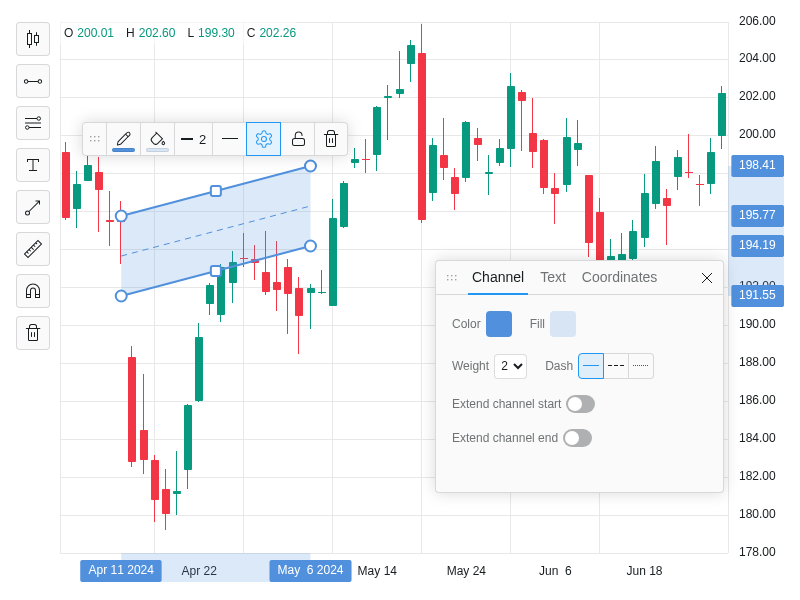 O 200.01 H 202.60 L 199.30 C 202.26
206.00
204.00
202.00
200.00
2
T
198.41
195.77
194.19
Channel Text Coordinates
191.55
190.00
Color Fill
188.00
Weight 2 Dash
186.00
Extend channel start
184.00
Extend channel end
182.00
180.00
178.00
Apr 11 2024 Apr 22 May 6 2024 May 14 May 24 Jun 6 Jun 18